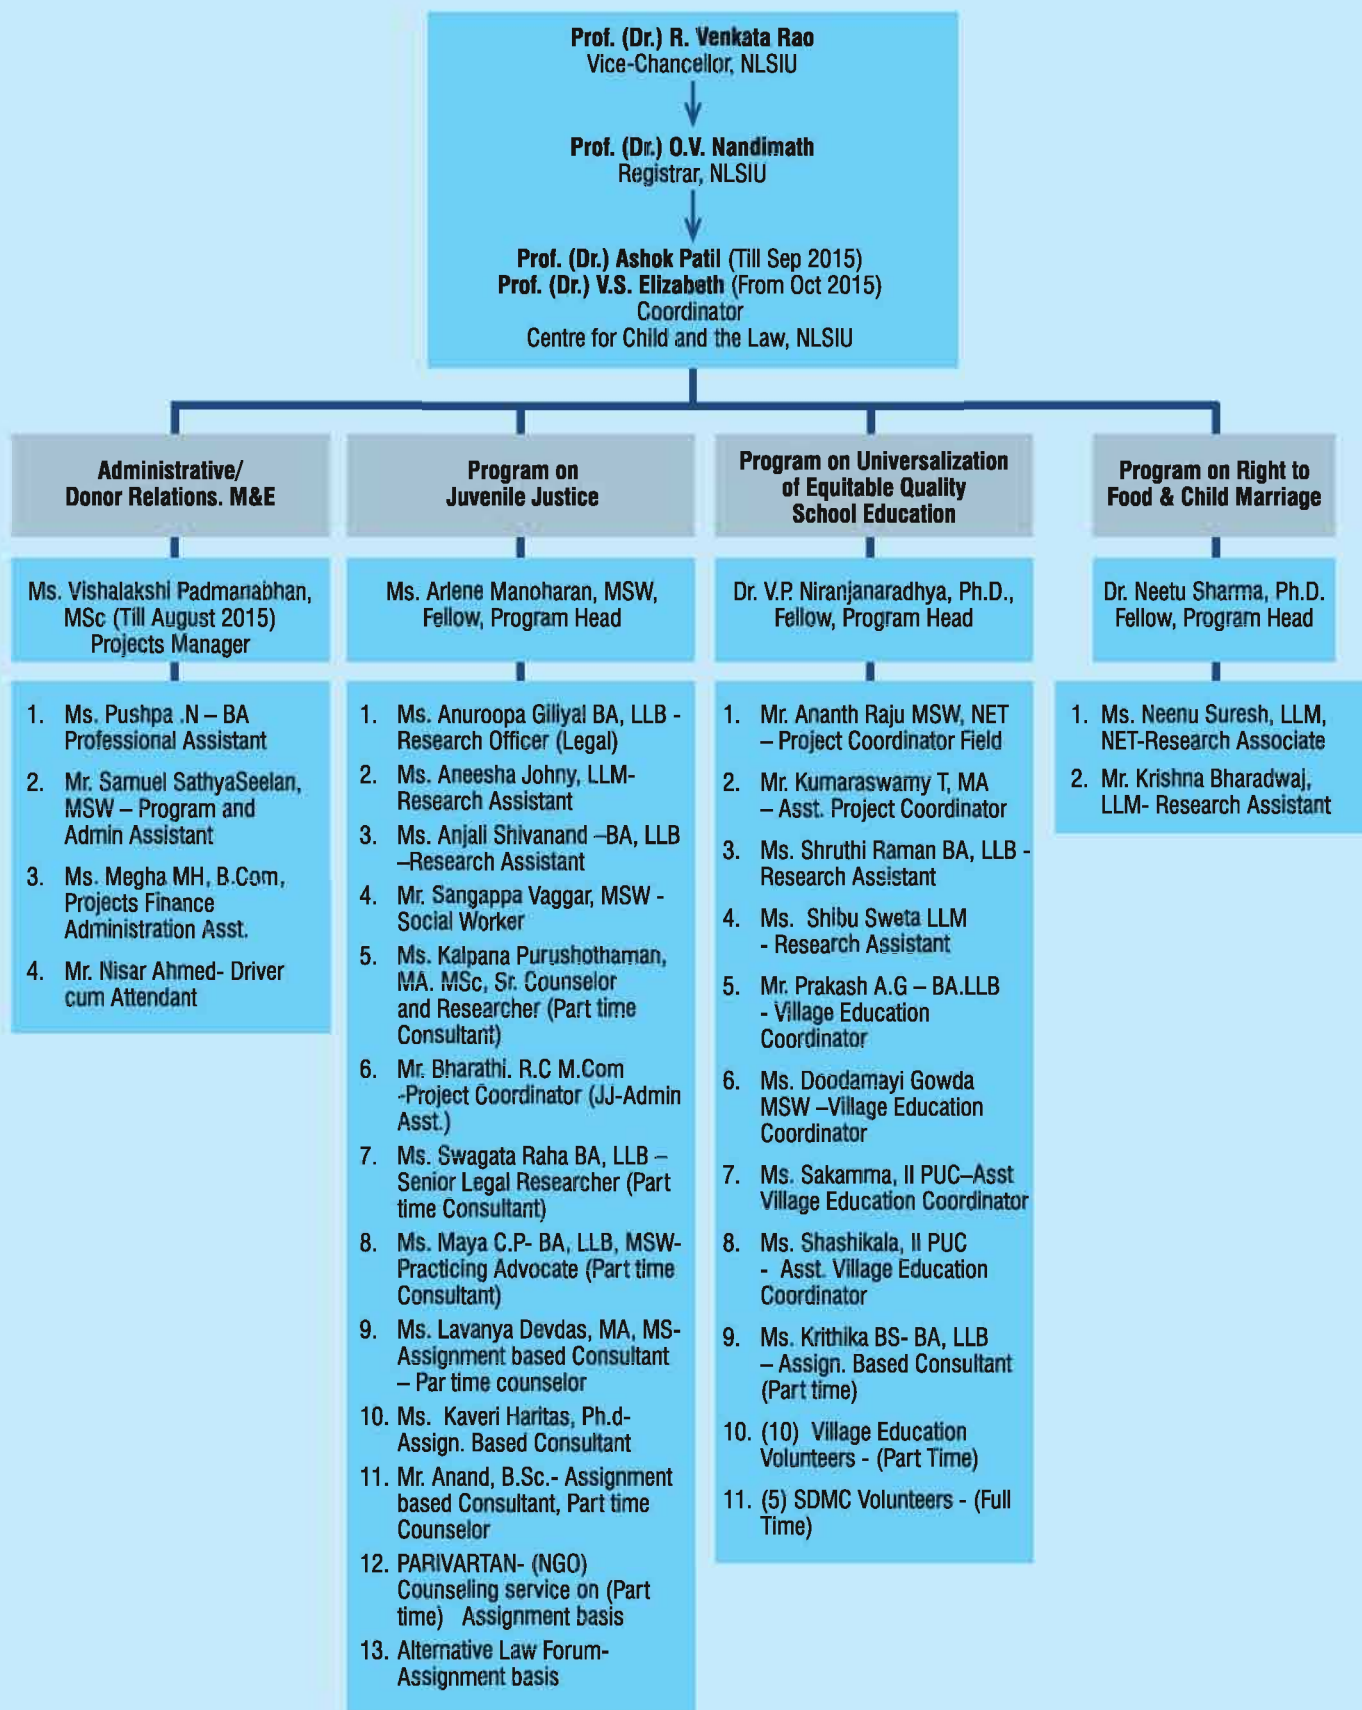 Prof. (Dr.) R. Venkata Rao
Vice-Chancellor, NLSIU
Prof. (Dr.) O.V. Nandimath
Registrar, NLSIU
Prof. (Dr.) Ashok Patil (Till Sep 2015)
Prof. (Dr.) V.S. Elizabeth (From Oct 2015)
Coordinator
Centre for Child and the Law, NLSIU
Administrative/
Donor Relations. M&E
Ms. Vishalakshi Padmanabhan,
MSc (Till August 2015)
Projects Manager
1. Ms. Pushpa .N – BA
Professional Assistant
2. Mr. Samuel SathyaSeelan,
MSW – Program and
Admin Assistant
3. Ms. Megha MH, B.Com,
Projects Finance
Administration Asst.
4. Mr. Nisar Ahmed- Driver
cum Attendant
Program on
Juvenile Justice
Ms. Arlene Manoharan, MSW,
Fellow, Program Head
1. Ms. Anuroopa Giliyal BA, LLB -
Research Officer (Legal)
2. Ms. Aneesha Johny, LLM-
Research Assistant
3. Ms. Anjali Shivanand –BA, LLB
–Research Assistant
4. Mr. Sangappa Vaggar, MSW -
Social Worker
5. Ms. Kalpana Purushothaman,
MA. MSc, Sr. Counselor
and Researcher (Part time
Consultant)
6. Mr. Bharathi. R.C M.Com
-Project Coordinator (JJ-Admin
Asst.)
7. Ms. Swagata Raha BA, LLB –
Senior Legal Researcher (Part
time Consultant)
8. Ms. Maya C.P- BA, LLB, MSW-
Practicing Advocate (Part time
Consultant)
9. Ms. Lavanya Devdas, MA, MS-
Assignment based Consultant
– Par time counselor
10. Ms. Kaveri Haritas, Ph.d-
Assign. Based Consultant
11. Mr. Anand, B.Sc.- Assignment
based Consultant, Part time
Counselor
12. PARIVARTAN- (NGO)
Counseling service on (Part
time) Assignment basis
13. Alternative Law Forum-
Assignment basis
Program on Universalization
of Equitable Quality
School Education
Dr. V.P. Niranjanaradhya, Ph.D.,
Fellow, Program Head
1. Mr. Ananth Raju MSW, NET
– Project Coordinator Field
2. Mr. Kumaraswamy T, MA
– Asst. Project Coordinator
3. Ms. Shruthi Raman BA, LLB -
Research Assistant
4. Ms. Shibu Sweta LLM
- Research Assistant
5. Mr. Prakash A.G – BA.LLB
- Village Education
Coordinator
6. Ms. Doodamayi Gowda
MSW –Village Education
Coordinator
7. Ms. Sakamma, II PUC–Asst
Village Education Coordinator
8. Ms. Shashikala, II PUC
- Asst. Village Education
Coordinator
9. Ms. Krithika BS- BA, LLB
– Assign. Based Consultant
(Part time)
10. (10) Village Education
Volunteers - (Part Time)
11. (5) SDMC Volunteers - (Full
Time)
Program on Right to
Food & Child Marriage
Dr. Neetu Sharma, Ph.D.
Fellow, Program Head
1. Ms. Neenu Suresh, LLM,
NET-Research Associate
2. Mr. Krishna Bharadwaj,
LLM- Research Assistant